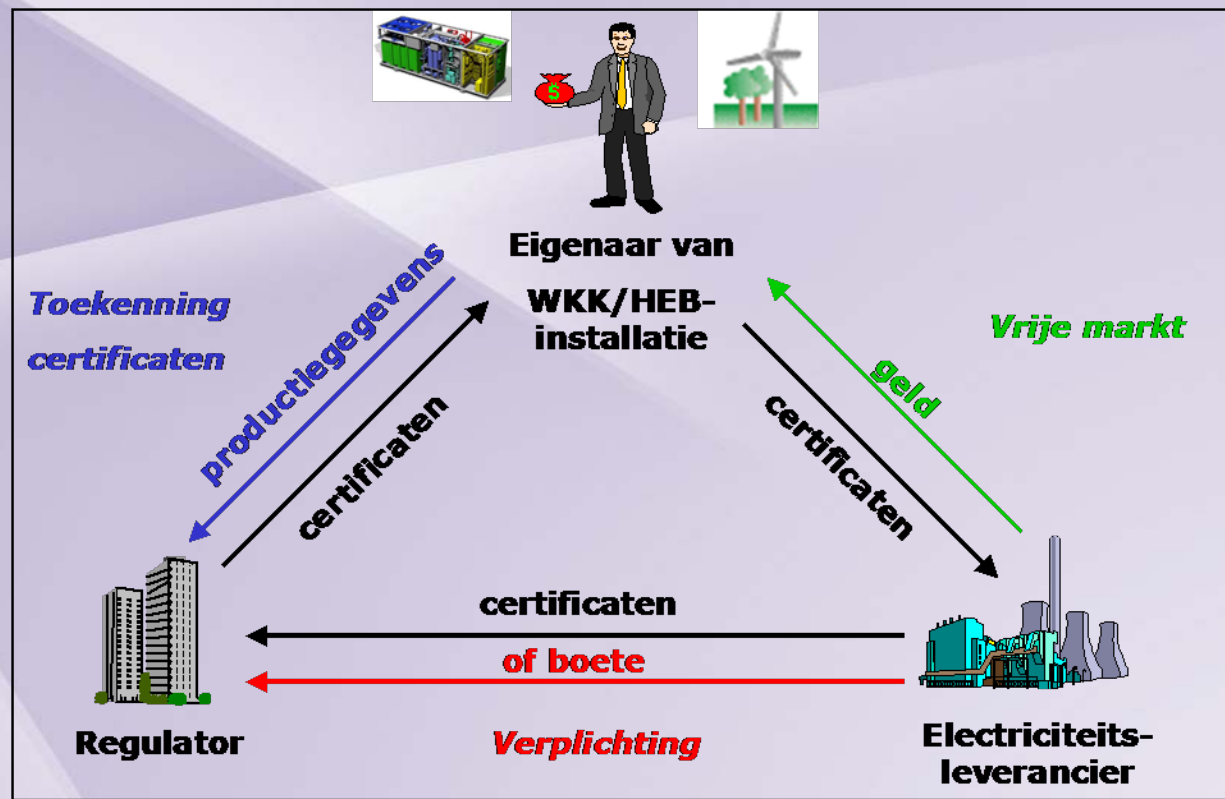 $
Eigenaar van
WKK/HEB-
installatie
Toekenning
certificaten
productiegegevens
certificaten
Vrije markt
geld
certificaten
certificaten
of boete
Verplichting
Regulator
Electriciteits-
leverancier